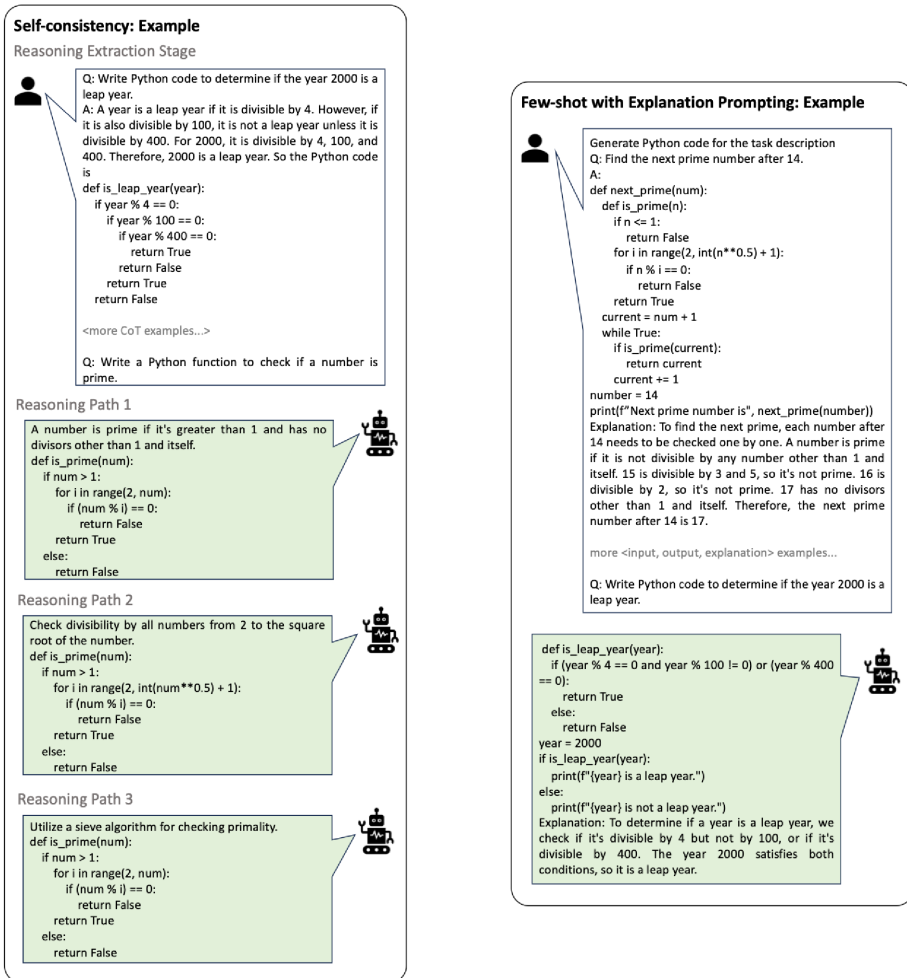 Self-consistency: Example
Reasoning Extraction Stage
Q: Write Python code to determine if the year 2000 is a
leap year.
A: A year is a leap year if it is divisible by 4. However, if
it is also divisible by 100, it is not a leap year unless it is
divisible by 400. For 2000, it is divisible by 4, 100, and
400. Therefore, 2000 is a leap year. So the Python code
is
def is_leap_year(year):
if year % 4 == 0:
if year % 100 == 0:
if year % 400 == 0:
return True
return False
return True
return False
<more CoT examples...>
Q: Write a Python function to check if a number is
prime.
Reasoning Path 1
A number is prime if it's greater than 1 and has no
divisors other than 1 and itself.
def is_prime(num):
if num > 1:
for i in range(2, num):
if (num % i) == 0:
return False
return True
else:
return False
Reasoning Path 2
Check divisibility by all numbers from 2 to the square
root of the number.
def is_prime(num):
if num > 1:
for i in range(2, int(num**0.5) + 1):
if (num % i) == 0:
return False
return True
else:
return False
Reasoning Path 3
Utilize a sieve algorithm for checking primality.
def is_prime(num):
if num > 1:
for i in range(2, num):
if (num % i) == 0:
return False
return True
else:
return False
Few-shot with Explanation Prompting: Example
Generate Python code for the task description
Q: Find the next prime number after 14.
A:
def next_prime(num):
def is_prime(n):
if n <= 1:
return False
for i in range(2, int(n**0.5) + 1):
if n % i == 0:
return False
return True
current = num + 1
while True:
if is_prime(current):
return current
current += 1
number = 14
print(f"Next prime number is", next_prime(number))
Explanation: To find the next prime, each number after
14 needs to be checked one by one. A number is prime
if it is not divisible by any number other than 1 and
itself. 15 is divisible by 3 and 5, so it's not prime. 16 is
divisible by 2, so it's not prime. 17 has no divisors
other than 1 and itself. Therefore, the next prime
number after 14 is 17.
more <input, output, explanation> examples...
Q: Write Python code to determine if the year 2000 is a
leap year.
def is_leap_year(year):
if (year % 4 == 0 and year % 100 != 0) or (year % 400
== 0):
return True
else:
return False
year = 2000
if is_leap_year(year):
print(f"{year} is a leap year.")
else:
print(f"{year} is not a leap year.")
Explanation: To determine if a year is a leap year, we
check if it's divisible by 4 but not by 100, or if it's
divisible by 400. The year 2000 satisfies both
conditions, so it is a leap year.